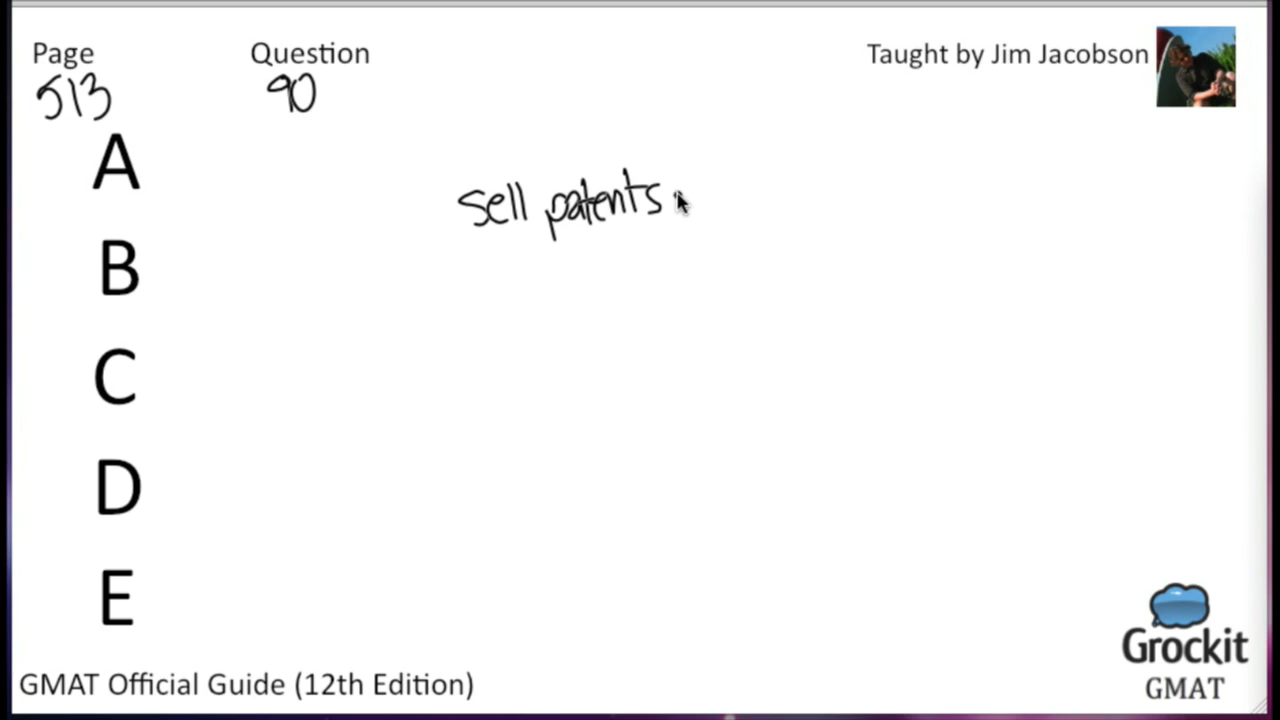 Page Question Taught by Jim Jacobson
513 90
A
sell patents
B
C
D
E
Grockit
GMAT
GMAT Official Guide (12th Edition)